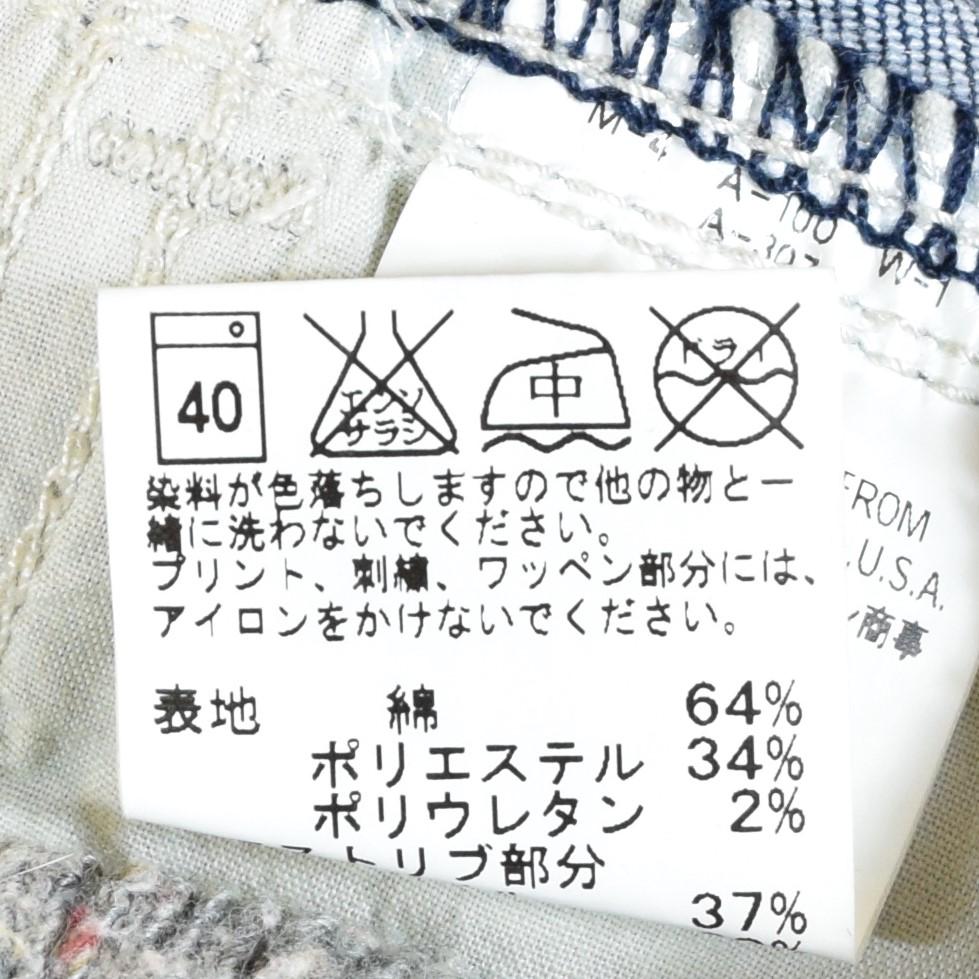 M-4
A-100
W-1
40
エンソ
サラシ
中
ドライ
染料が色落ちしますので他の物と一
緒に洗わないでください。
プリント、刺繍、ワッペン部分には、
アイロンをかけないでください。
FROM
U.S.A.
商事
表地 綿 64%
ポリエステル 34%
ポリウレタン 2%
ストリブ部分
37%